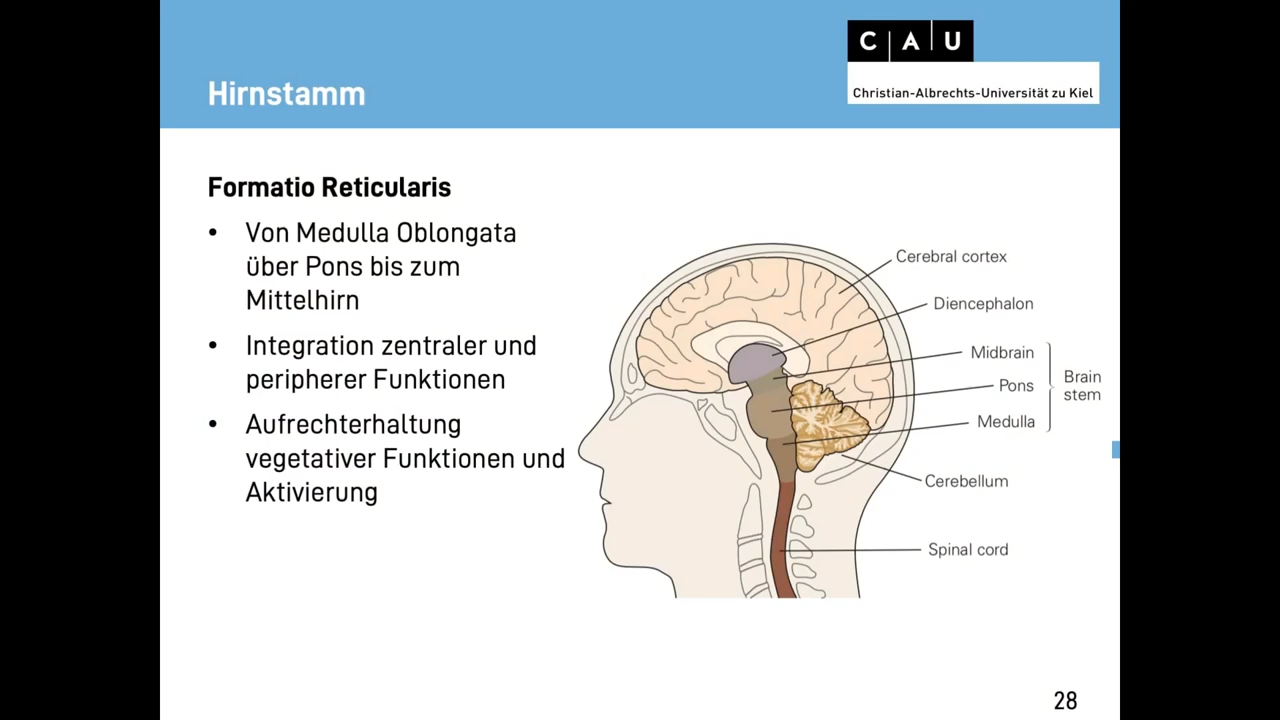 C A U
Christian-Albrechts-Universität zu Kiel
Hirnstamm
Formatio Reticularis
• Von Medulla Oblongata
über Pons bis zum
Mittelhirn
• Integration zentraler und
peripherer Funktionen
• Aufrechterhaltung
vegetativer Funktionen und
Aktivierung
Cerebral cortex
Diencephalon
Midbrain
Pons
Medulla
Brain
stem
Cerebellum
Spinal cord
28